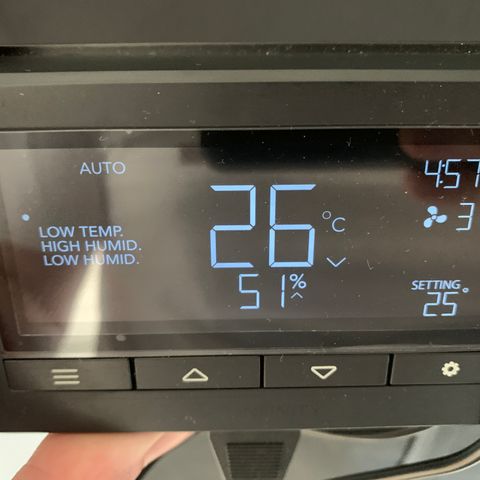 AUTO
4:57
26 °C
3
LOW TEMP.
HIGH HUMID.
LOW HUMID.
51%
SETTING
25°